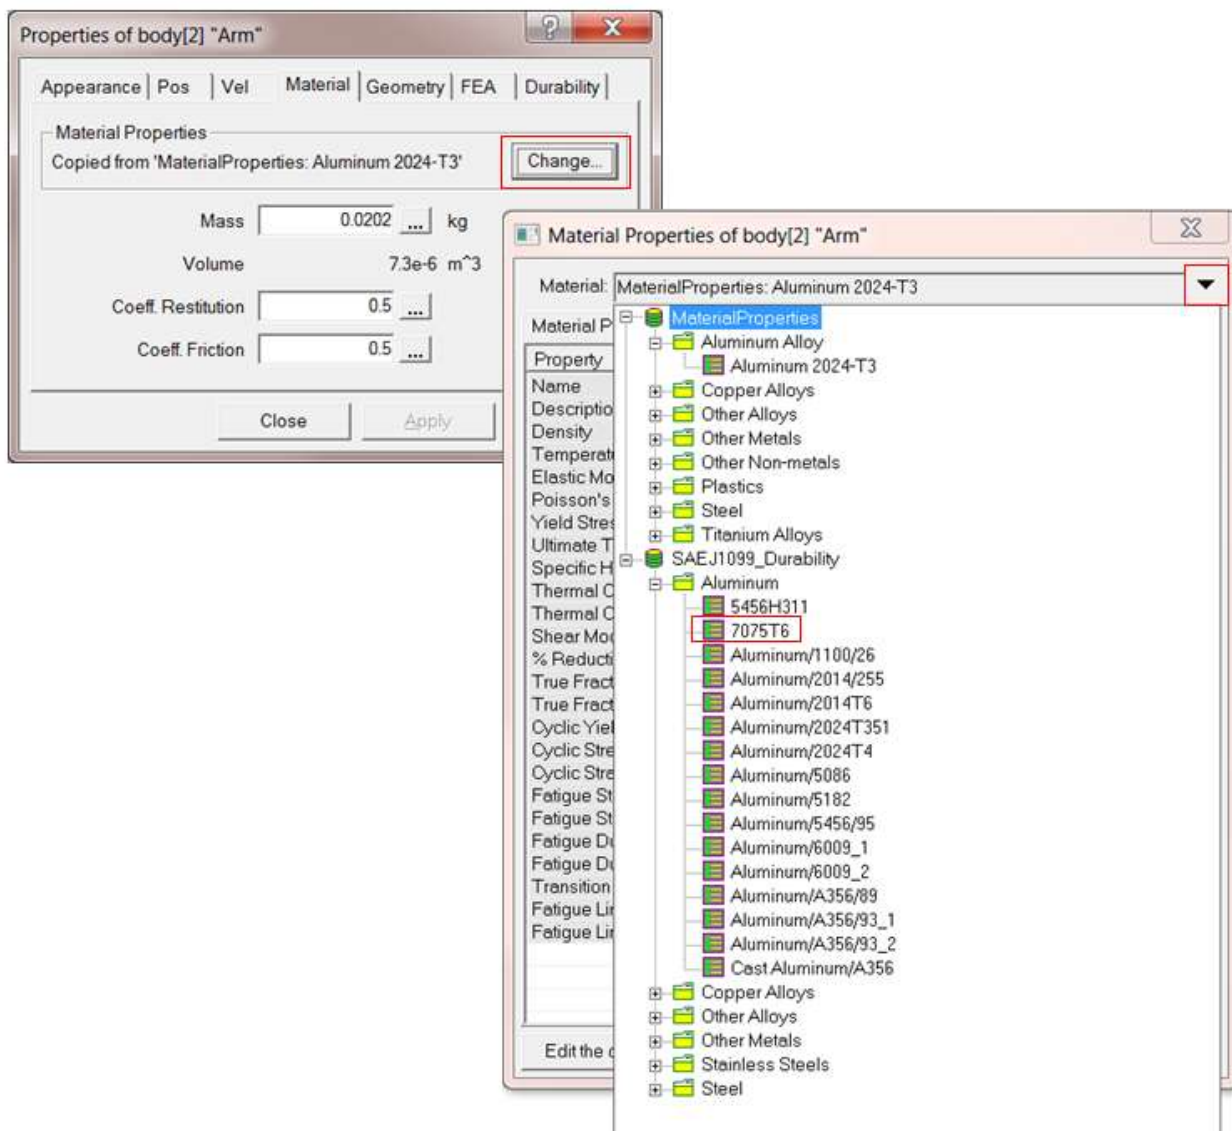 Properties of body[2] "Arm"
Appearance Pos Vel Material Geometry FEA Durability
Material Properties
Copied from 'MaterialProperties: Aluminum 2024-T3' Change...
Mass 0.0202 ... kg
Volume 7.3e-6 m^3
Coeff. Restitution 0.5 ...
Coeff. Friction 0.5 ...
Close Apply
Material Properties of body[2] "Arm"
Material: MaterialProperties: Aluminum 2024-T3
Material P
Property
Name
Descriptio
Density
Temperatu
Elastic Mo
Poisson's
Yield Stres
Ultimate T
Specific H
Thermal C
Thermal C
Shear Mod
% Reducti
True Fract
True Fract
Cyclic Yiel
Cyclic Stre
Cyclic Stra
Fatigue St
Fatigue St
Fatigue Du
Fatigue Du
Transition
Fatigue Lin
Fatigue Lin
Edit the
MaterialProperties
Aluminum Alloy
Aluminum 2024-T3
Copper Alloys
Other Alloys
Other Metals
Other Non-metals
Plastics
Steel
Titanium Alloys
SAEJ1099_Durability
Aluminum
5456H311
7075T6
Aluminum/1100/26
Aluminum/2014/255
Aluminum/2014T6
Aluminum/2024T351
Aluminum/2024T4
Aluminum/5086
Aluminum/5182
Aluminum/5456/95
Aluminum/6009_1
Aluminum/6009_2
Aluminum/A356/89
Aluminum/A356/93_1
Aluminum/A356/93_2
Cast Aluminum/A356
Copper Alloys
Other Alloys
Other Metals
Stainless Steels
Steel